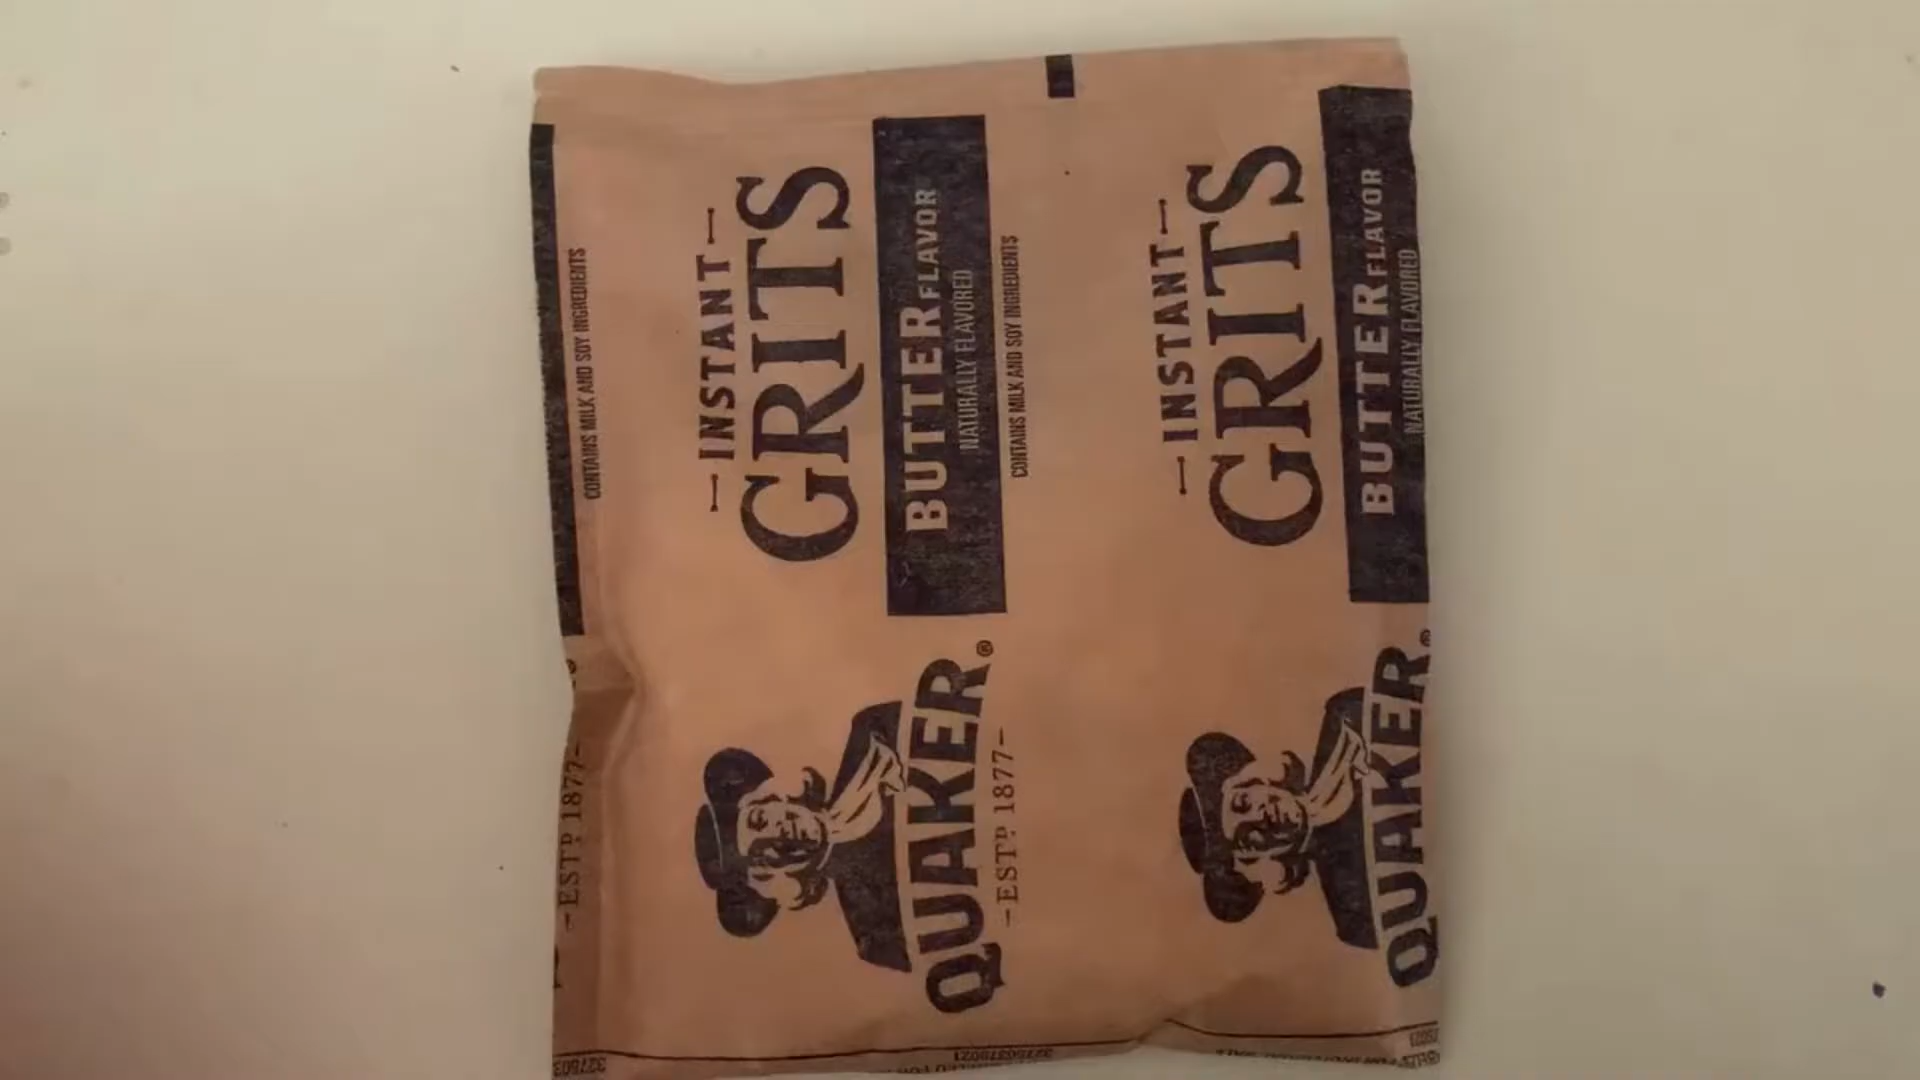 CONTAINS MILK AND SOY INGREDIENTS
-ESTD 1877-
INSTANT
GRITS
BUTTER FLAVOR
NATURALLY FLAVORED
CONTAINS MILK AND SOY INGREDIENTS
QUAKER®
-ESTD 1877-
INSTANT
GRITS
BUTTER FLAVOR
NATURALLY FLAVORED
QUAKER®